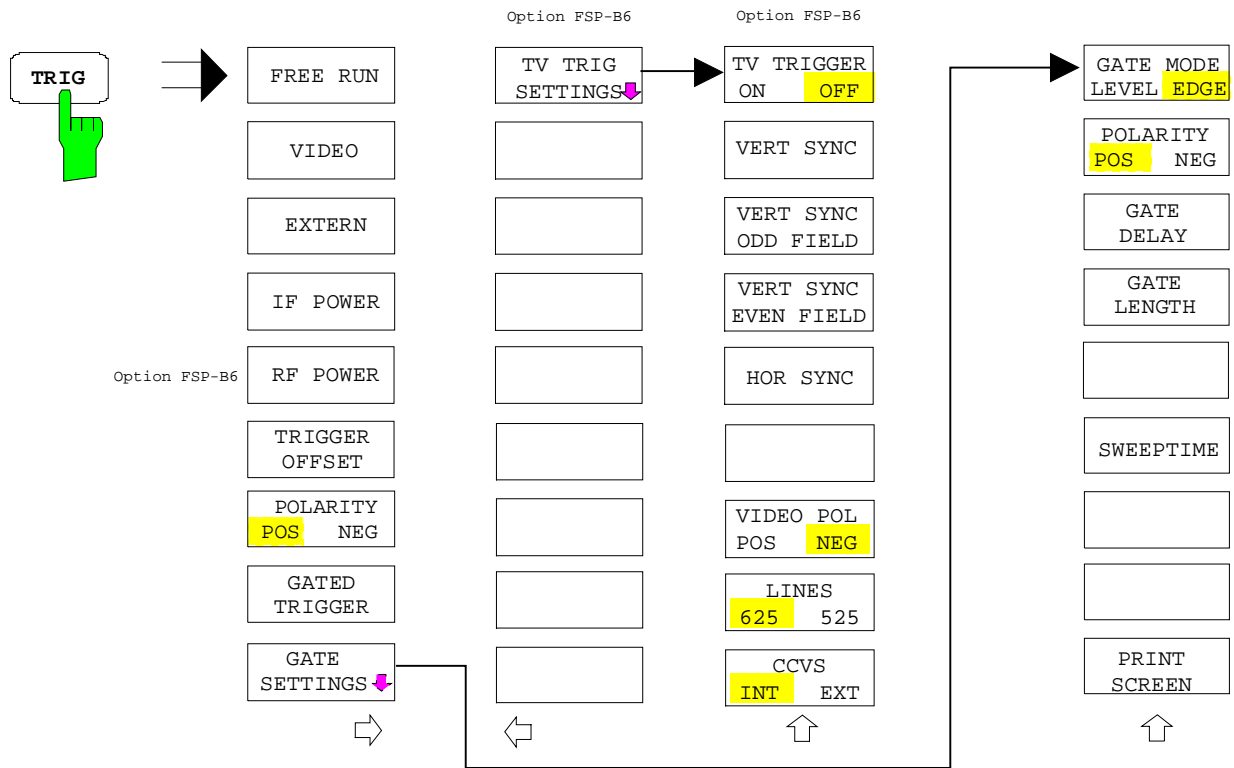 Option FSP-B6
Option FSP-B6
TRIG
FREE RUN
VIDEO
EXTERN
IF POWER
Option FSP-B6
RF POWER
TRIGGER
OFFSET
POLARITY
POS NEG
GATED
TRIGGER
GATE
SETTINGS
TV TRIG
SETTINGS
TV TRIGGER
ON OFF
VERT SYNC
VERT SYNC
ODD FIELD
VERT SYNC
EVEN FIELD
HOR SYNC
VIDEO POL
POS NEG
LINES
625 525
CCVS
INT EXT
GATE MODE
LEVEL EDGE
POLARITY
POS NEG
GATE
DELAY
GATE
LENGTH
SWEEPTIME
PRINT
SCREEN